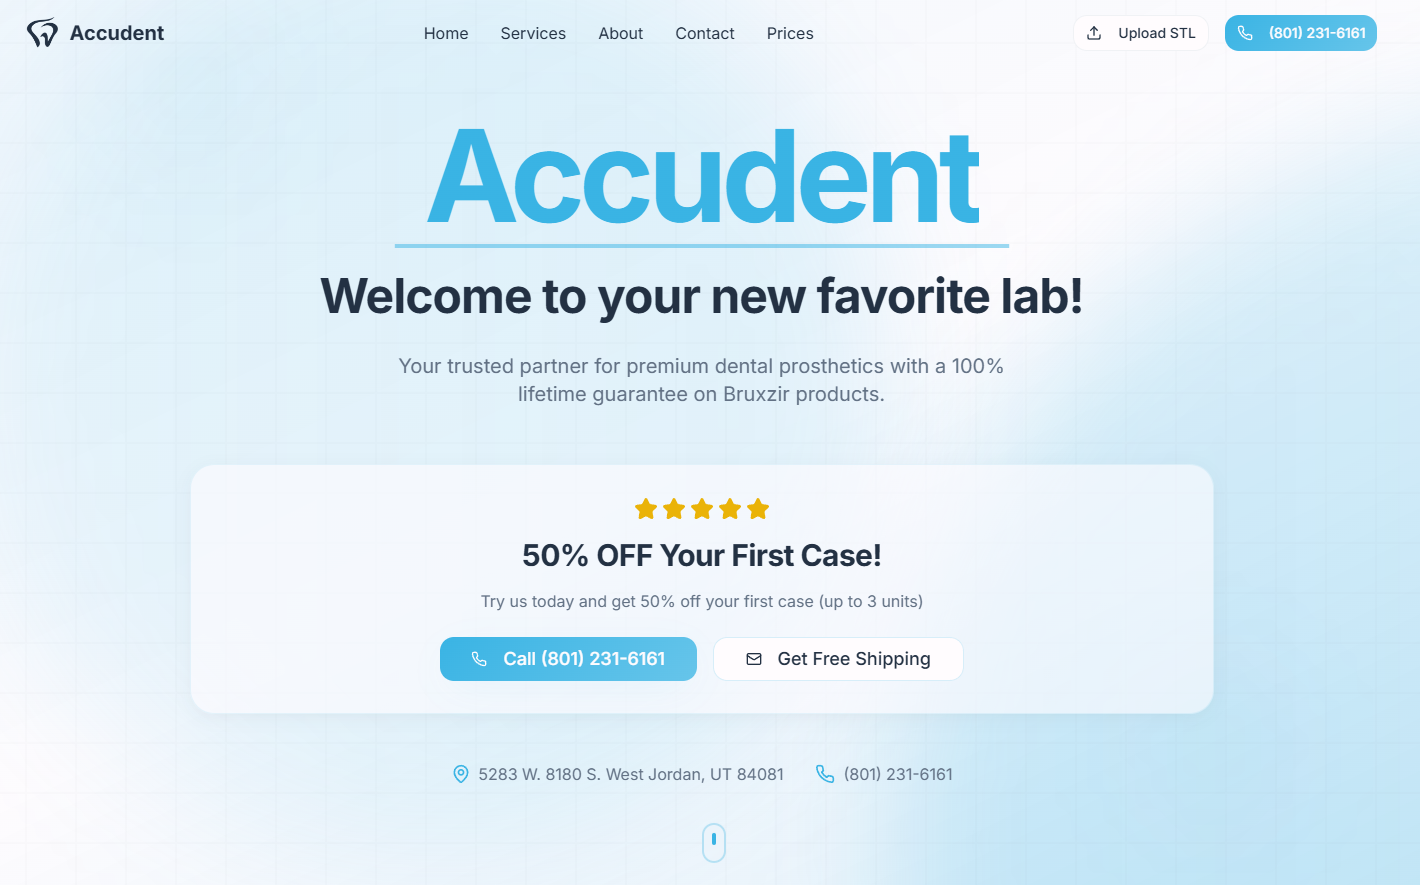 Accudent
Home
Services
About
Contact
Prices
Upload STL
(801) 231-6161
Accudent
Welcome to your new favorite lab!
Your trusted partner for premium dental prosthetics with a 100%
lifetime guarantee on Bruxzir products.
50% OFF Your First Case!
Try us today and get 50% off your first case (up to 3 units)
Call (801) 231-6161
Get Free Shipping
5283 W. 8180 S. West Jordan, UT 84081
(801) 231-6161